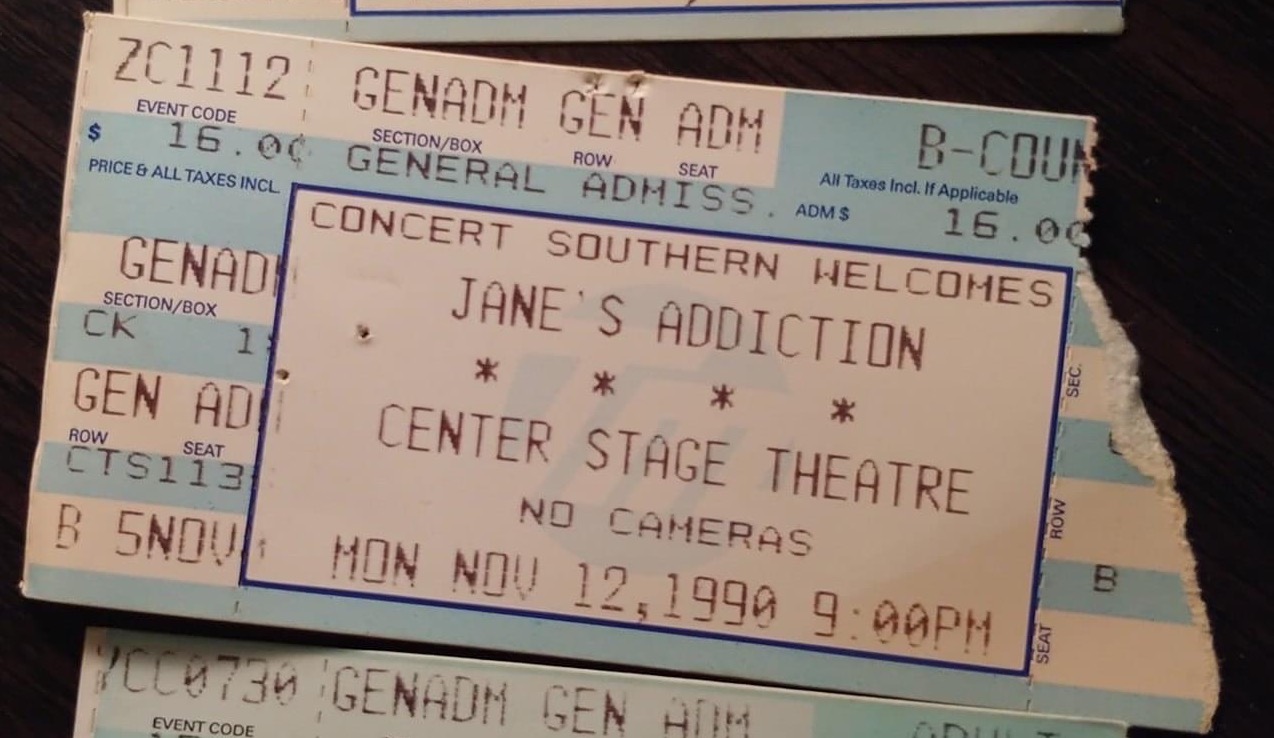 ZC1112 GENADM GEN ADM B-COUN
EVENT CODE SECTION/BOX ROW SEAT All Taxes Incl. If Applicable
$ 16.00 GENERAL ADMISS. ADM $ 16.00
PRICE & ALL TAXES INCL.
CONCERT SOUTHERN WELCOMES
GENADM
SECTION/BOX
JANE'S ADDICTION
CK 1
* * * *
SEC.
GEN AD
CENTER STAGE THEATRE
ROW SEAT
CTS113
NO CAMERAS
ROW
B 5NOV
MON NOV 12,1990 9:00PM
B
SEAT
CC0730 GENADM GEN ADM
EVENT CODE